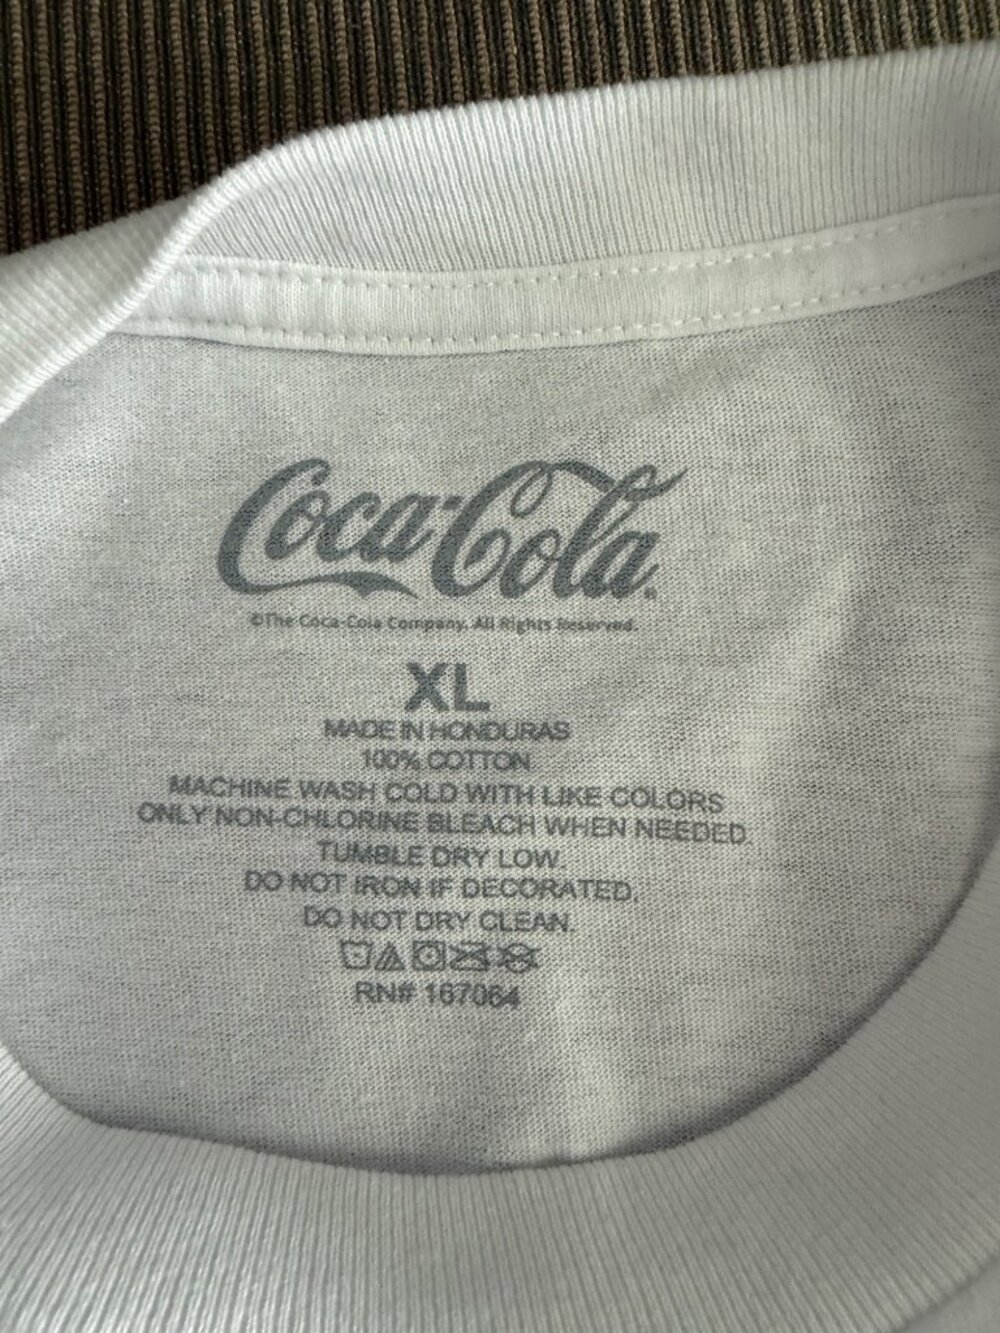 Coca-Cola
©The Coca-Cola Company. All Rights Reserved.
XL
MADE IN HONDURAS
100% COTTON
MACHINE WASH COLD WITH LIKE COLORS
ONLY NON-CHLORINE BLEACH WHEN NEEDED.
TUMBLE DRY LOW.
DO NOT IRON IF DECORATED,
DO NOT DRY CLEAN.
RN# 167064